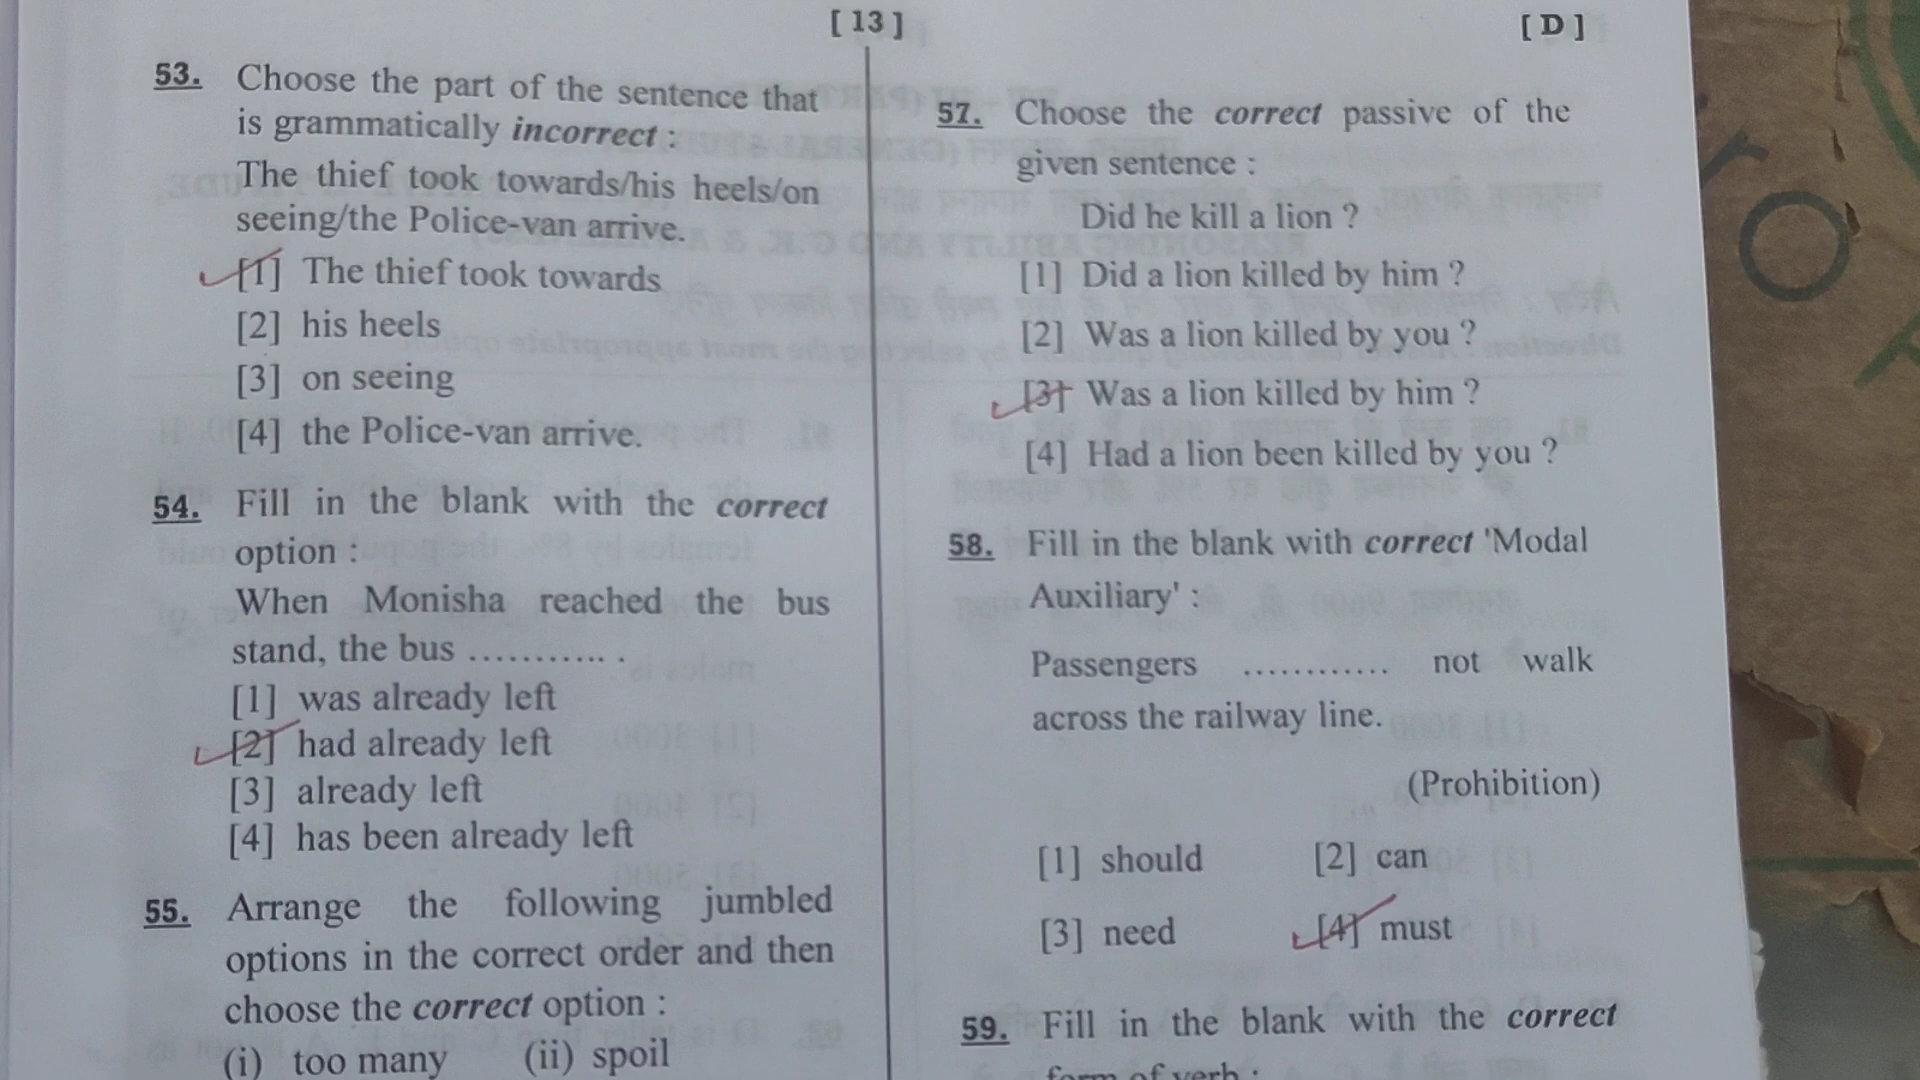 [ 13 ]
[ D ]
53. Choose the part of the sentence that
is grammatically incorrect :
The thief took towards/his heels/on
seeing/the Police-van arrive.
[1] The thief took towards
[2] his heels
[3] on seeing
[4] the Police-van arrive.
54. Fill in the blank with the correct
option :
When Monisha reached the bus
stand, the bus ............ .
[1] was already left
[2] had already left
[3] already left
[4] has been already left
55. Arrange the following jumbled
options in the correct order and then
choose the correct option :
(i) too many (ii) spoil
57. Choose the correct passive of the
given sentence :
Did he kill a lion ?
[1] Did a lion killed by him ?
[2] Was a lion killed by you ?
[3] Was a lion killed by him ?
[4] Had a lion been killed by you ?
58. Fill in the blank with correct 'Modal
Auxiliary' :
Passengers ............ not walk
across the railway line.
(Prohibition)
[1] should [2] can
[3] need [4] must
59. Fill in the blank with the correct
form of verb :